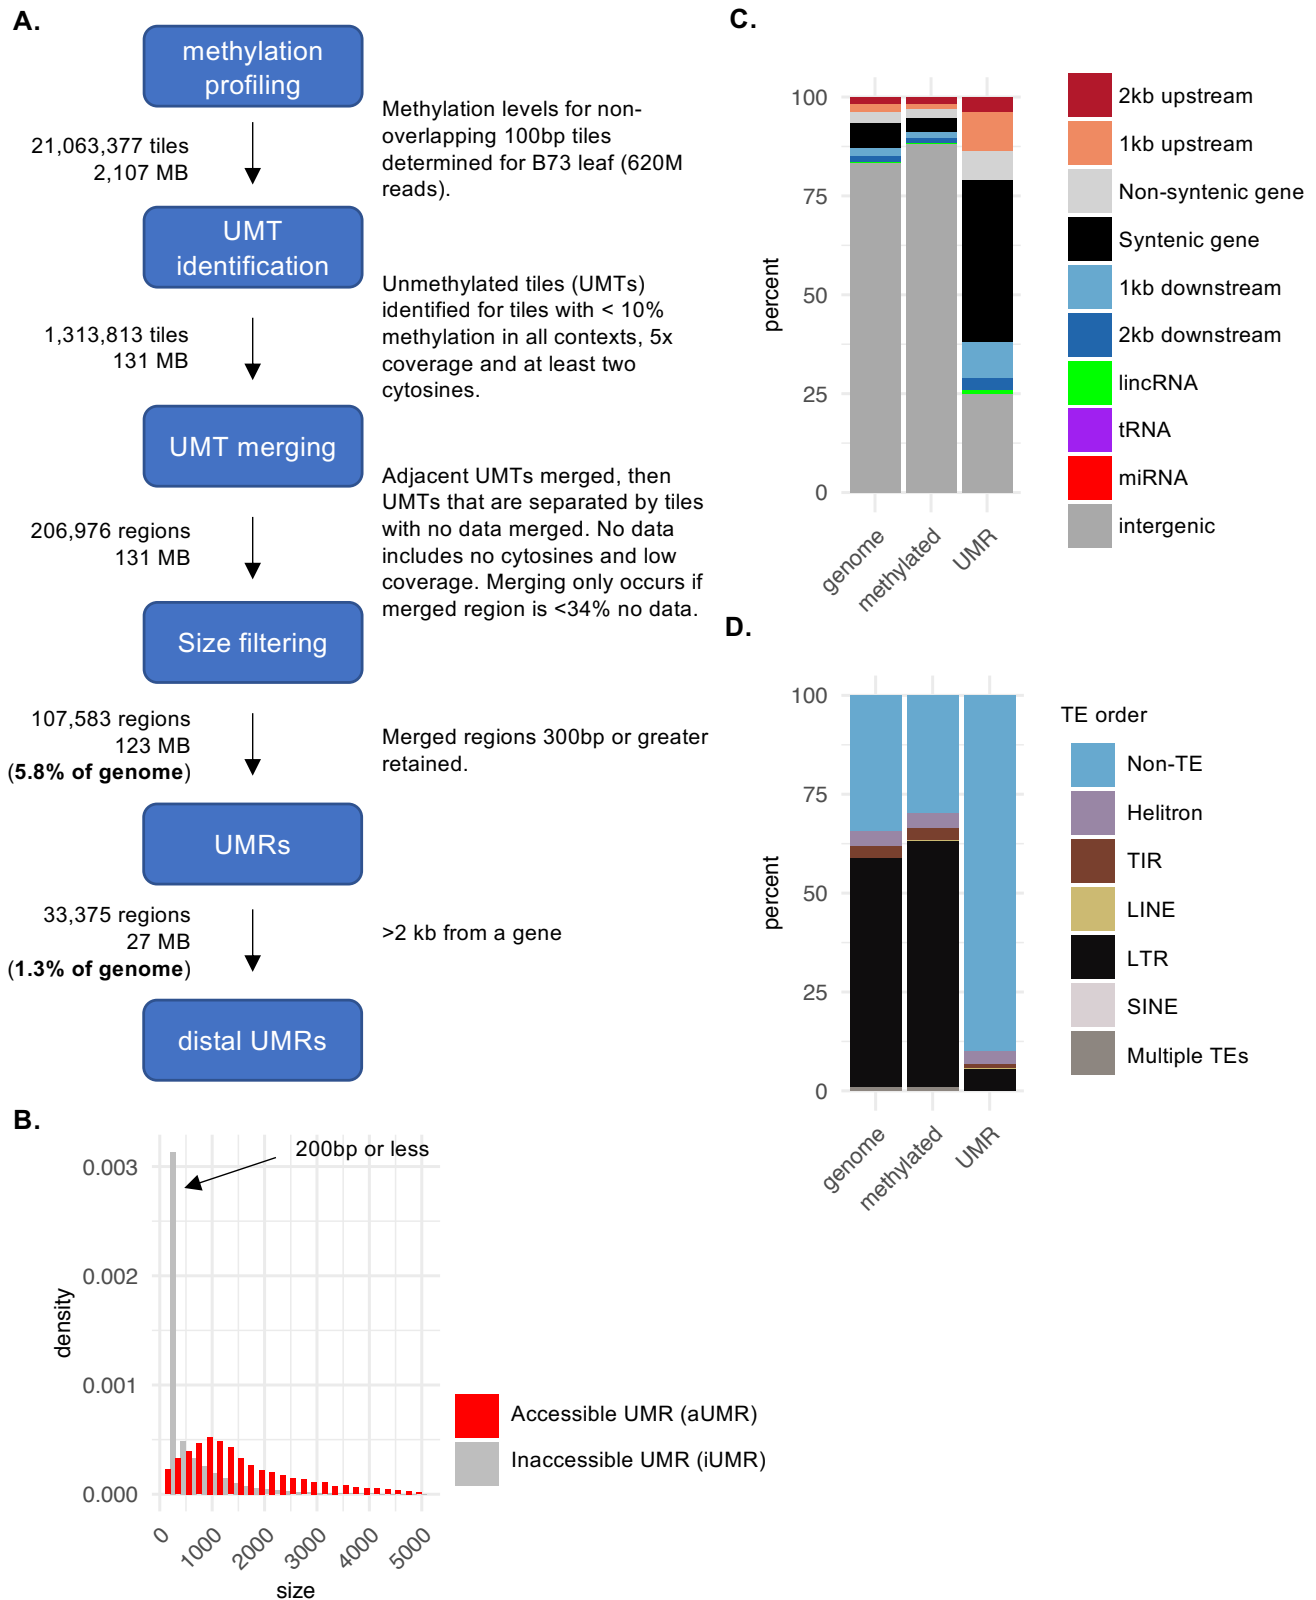 A.
methylation
profiling
21,063,377 tiles
2,107 MB
Methylation levels for non-
overlapping 100bp tiles
determined for B73 leaf (620M
reads).
UMT
identification
1,313,813 tiles
131 MB
Unmethylated tiles (UMTs)
identified for tiles with < 10%
methylation in all contexts, 5x
coverage and at least two
cytosines.
UMT merging
206,976 regions
131 MB
Adjacent UMTs merged, then
UMTs that are separated by tiles
with no data merged. No data
includes no cytosines and low
coverage. Merging only occurs if
merged region is <34% no data.
Size filtering
107,583 regions
123 MB
(5.8% of genome)
Merged regions 300bp or greater
retained.
UMRs
33,375 regions
27 MB
(1.3% of genome)
>2 kb from a gene
distal UMRs
B.
200bp or less
0.003
0.002
0.001
0.000
density
0
1000
2000
3000
4000
5000
size
Accessible UMR (aUMR)
Inaccessible UMR (iUMR)
C.
100
75
50
25
0
percent
genome
methylated
UMR
2kb upstream
1kb upstream
Non-syntenic gene
Syntenic gene
1kb downstream
2kb downstream
lincRNA
tRNA
miRNA
intergenic
D.
100
75
50
25
0
percent
genome
methylated
UMR
TE order
Non-TE
Helitron
TIR
LINE
LTR
SINE
Multiple TEs